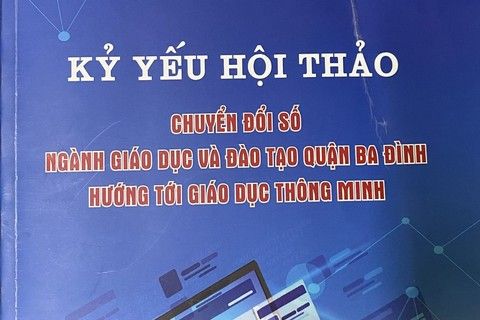 KỶ YẾU HỘI THẢO
CHUYỂN ĐỔI SỐ
NGÀNH GIÁO DỤC VÀ ĐÀO TẠO QUẬN BA ĐÌNH
HƯỚNG TỚI GIÁO DỤC THÔNG MINH